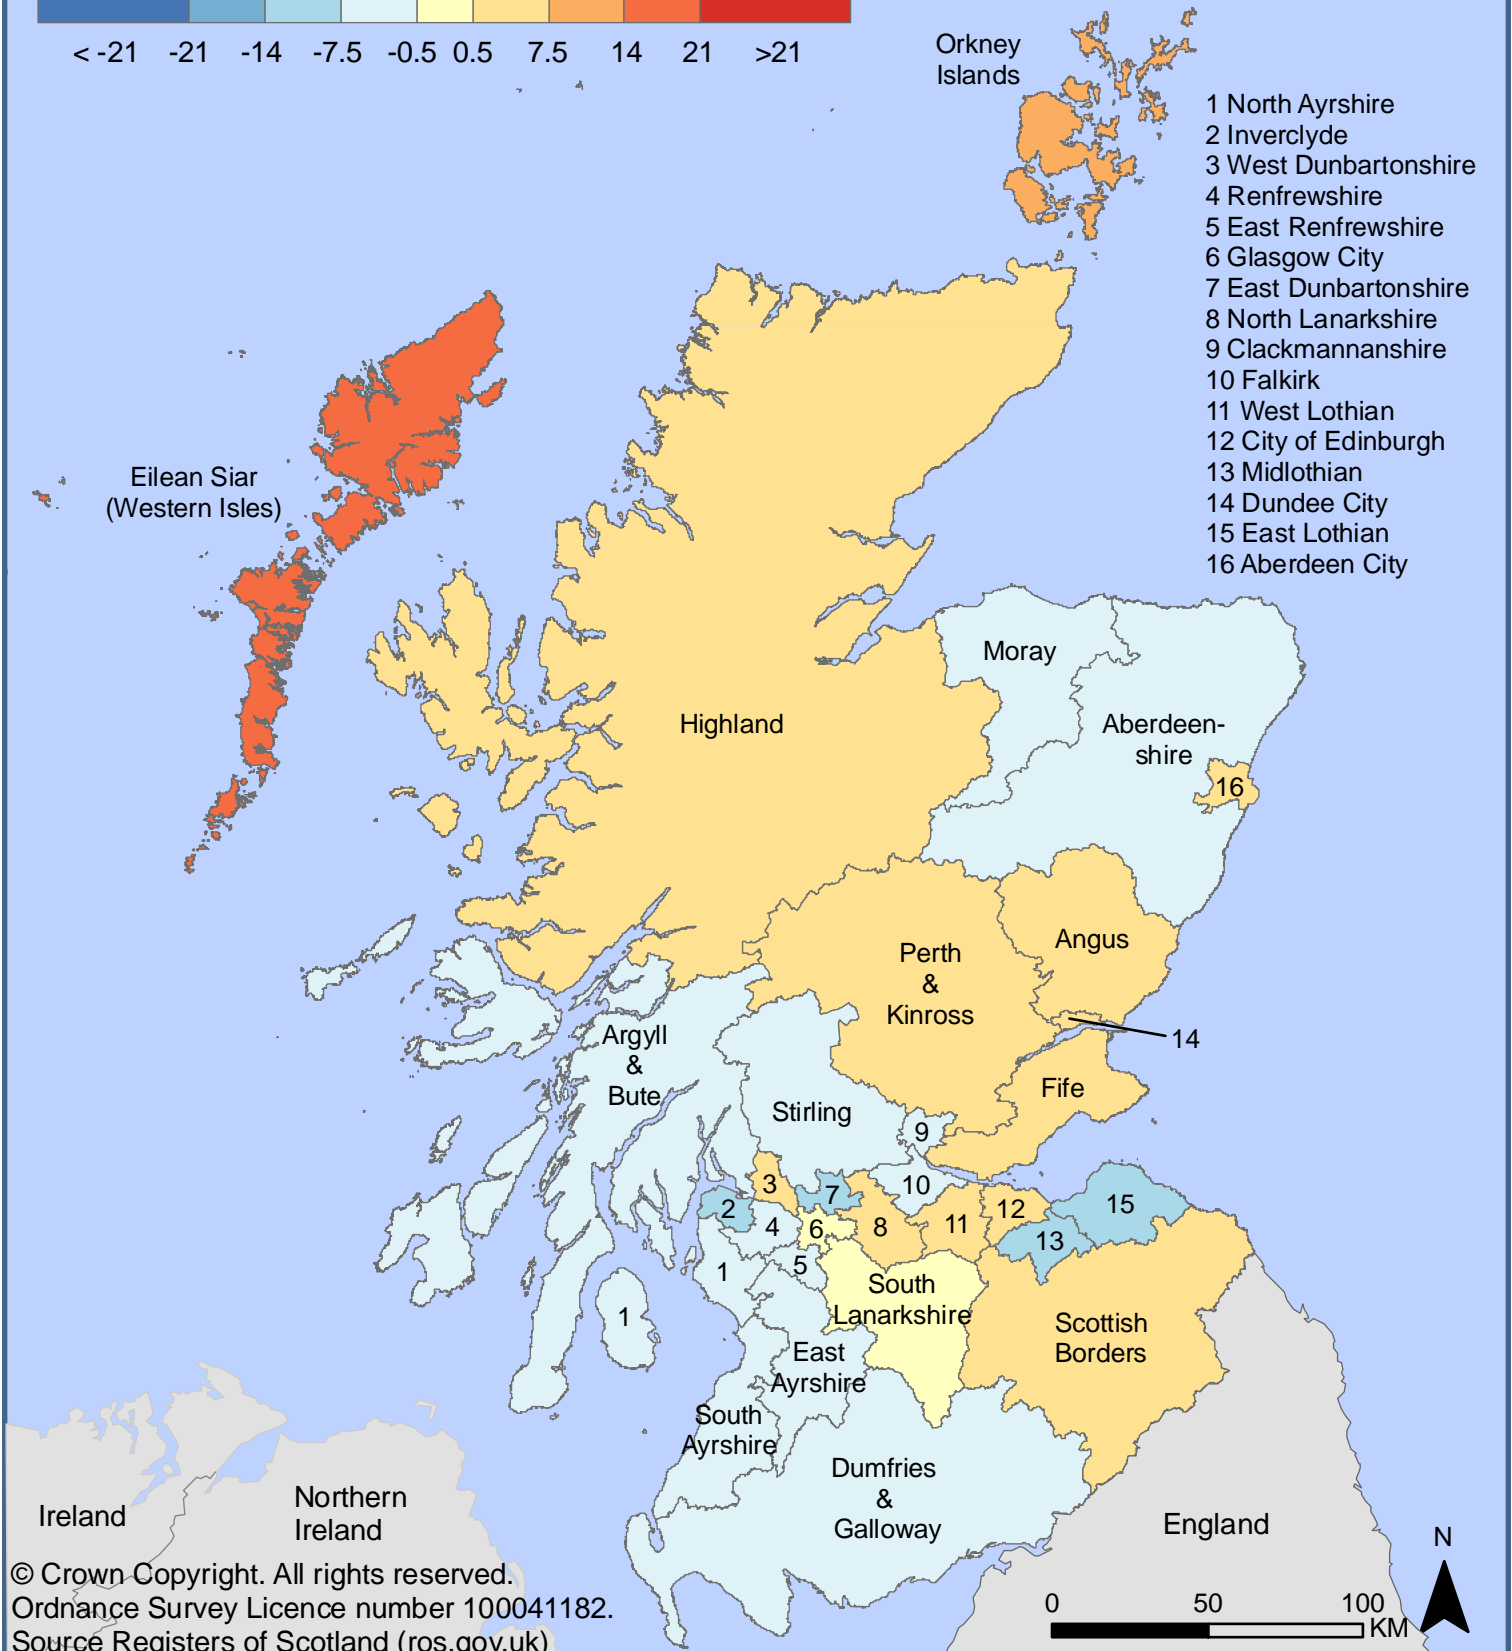 < -21 -21 -14 -7.5 -0.5 0.5 7.5 14 21 >21
Orkney
Islands
1 North Ayrshire
2 Inverclyde
3 West Dunbartonshire
4 Renfrewshire
5 East Renfrewshire
6 Glasgow City
7 East Dunbartonshire
8 North Lanarkshire
9 Clackmannanshire
10 Falkirk
11 West Lothian
12 City of Edinburgh
13 Midlothian
14 Dundee City
15 East Lothian
16 Aberdeen City
Eilean Siar
(Western Isles)
Moray
Highland
Aberdeen-
shire
16
Angus
Perth
&
Kinross
14
Argyll
&
Bute
Fife
Stirling
9
3
7
10
2
4
6
8
11
12
15
13
1
5
1
South
Lanarkshire
Scottish
Borders
East
Ayrshire
South
Ayrshire
Dumfries
&
Galloway
Ireland
Northern
Ireland
England
N
0 50 100
KM
© Crown Copyright. All rights reserved.
Ordnance Survey Licence number 100041182.
Source Registers of Scotland (ros.gov.uk)